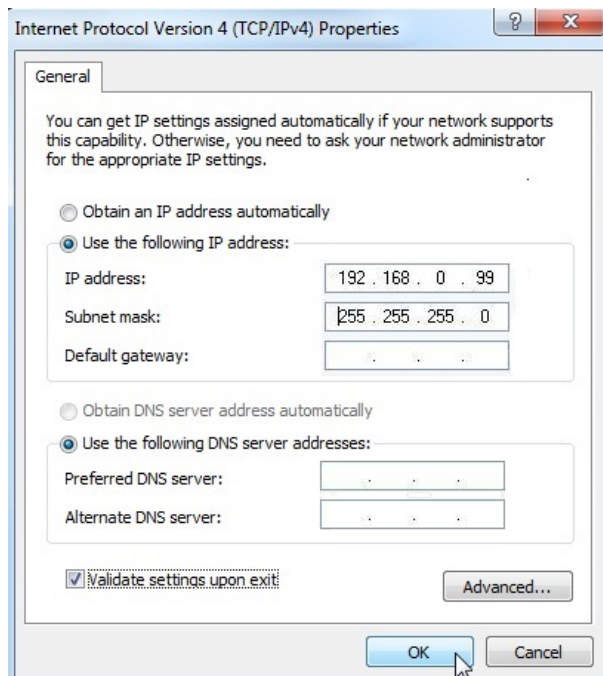 Internet Protocol Version 4 (TCP/IPv4) Properties
?
X
General
You can get IP settings assigned automatically if your network supports
this capability. Otherwise, you need to ask your network administrator
for the appropriate IP settings.
Obtain an IP address automatically
Use the following IP address:
IP address: 192 . 168 . 0 . 99
Subnet mask: 255 . 255 . 255 . 0
Default gateway: . . .
Obtain DNS server address automatically
Use the following DNS server addresses:
Preferred DNS server: . . .
Alternate DNS server: . . .
Validate settings upon exit
Advanced...
OK Cancel